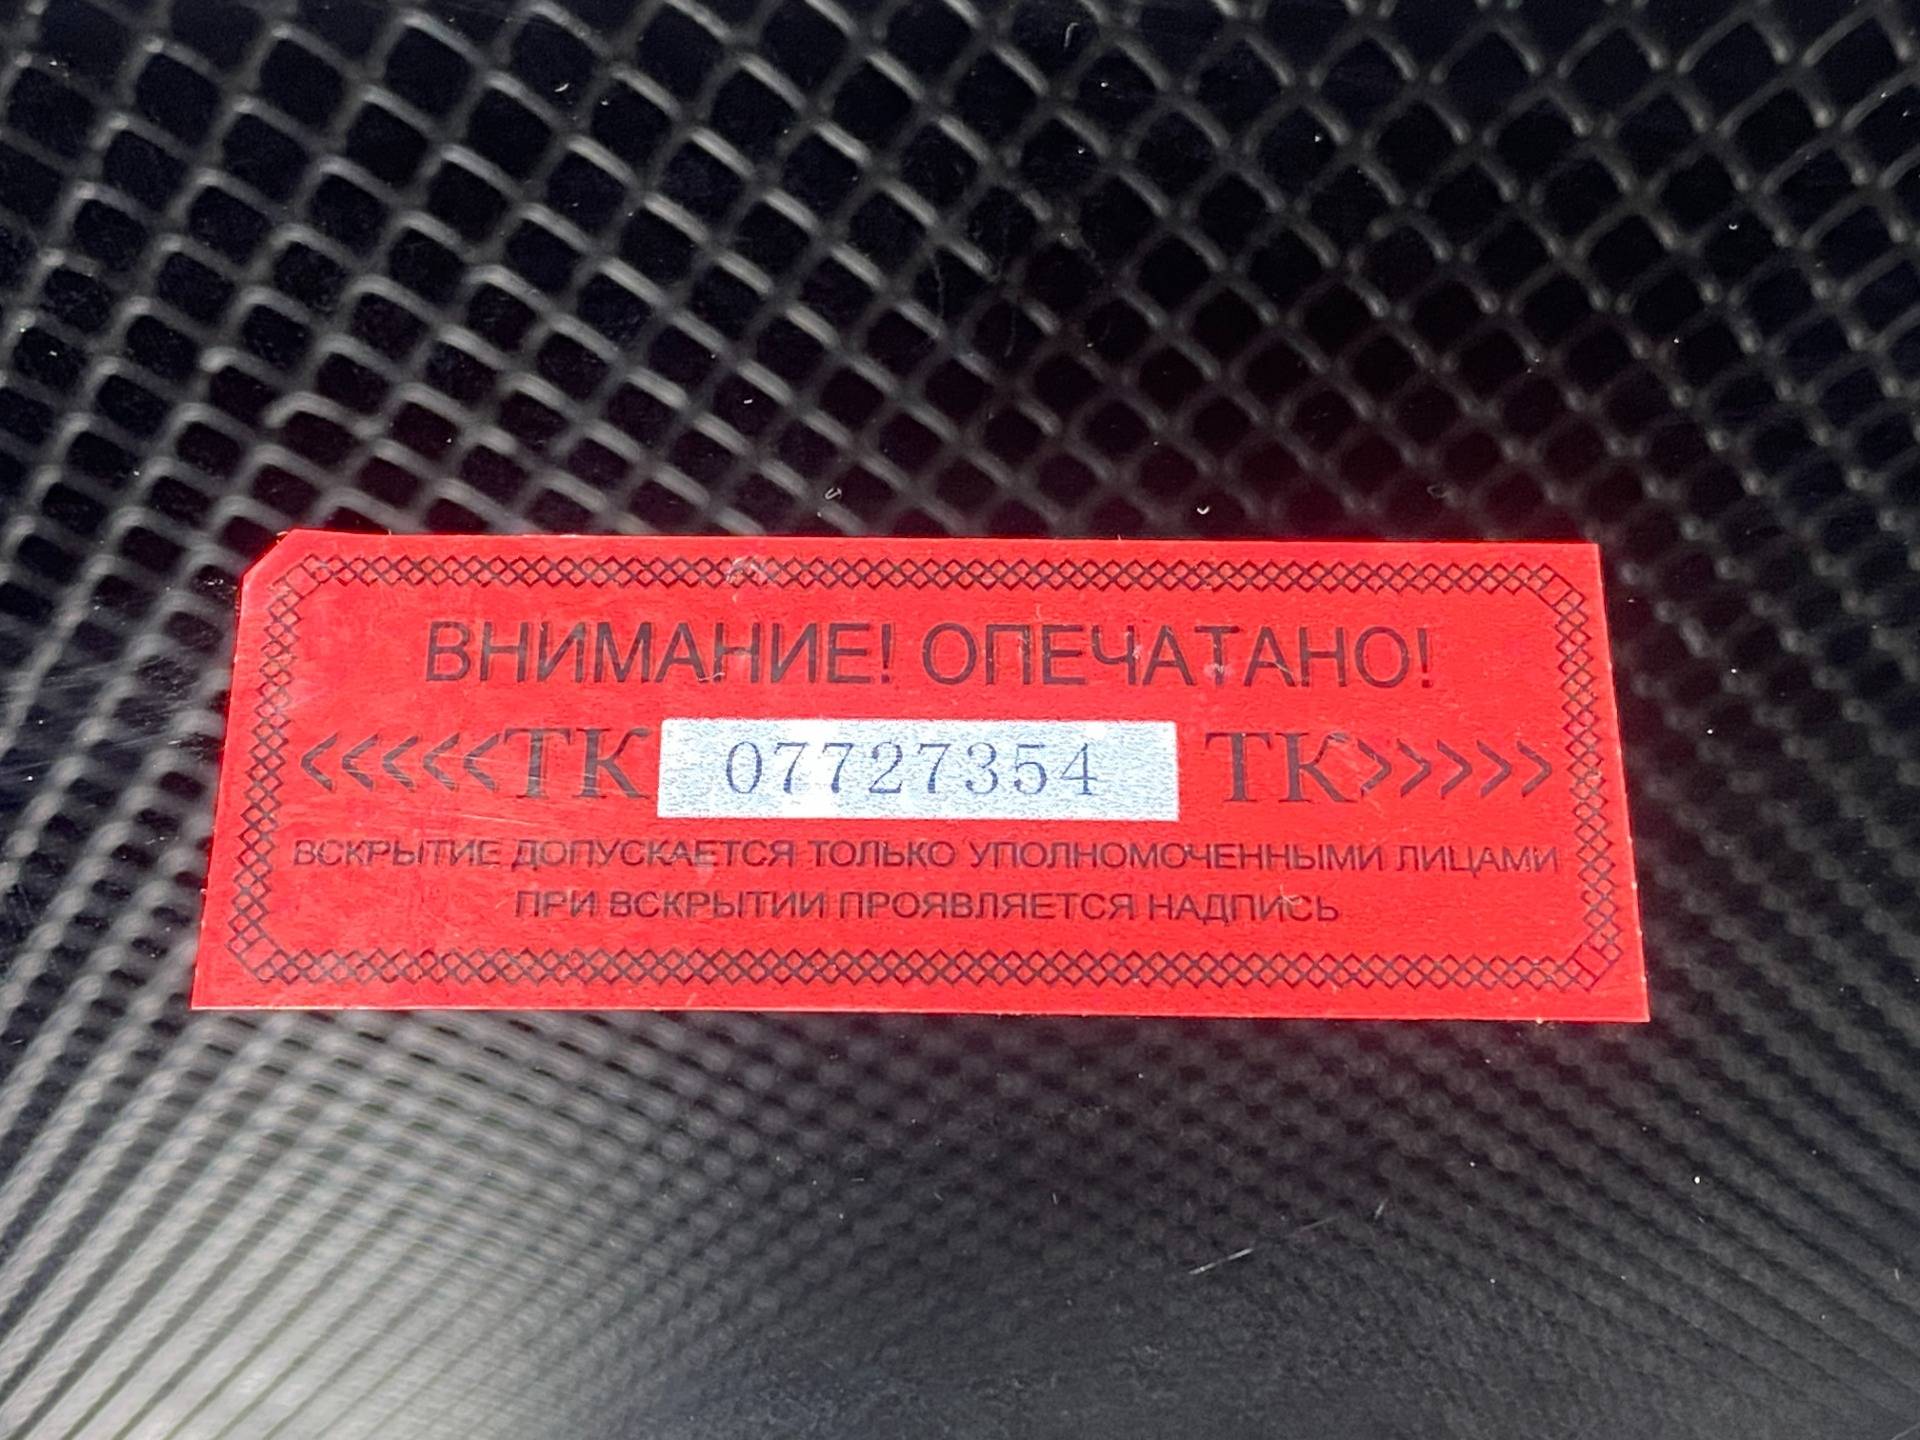 ВНИМАНИЕ! ОПЕЧАТАНО!
<<<<<ТК 07727354 ТК>>>>>
ВСКРЫТИЕ ДОПУСКАЕТСЯ ТОЛЬКО УПОЛНОМОЧЕННЫМИ ЛИЦАМИ
ПРИ ВСКРЫТИИ ПРОЯВЛЯЕТСЯ НАДПИСЬ